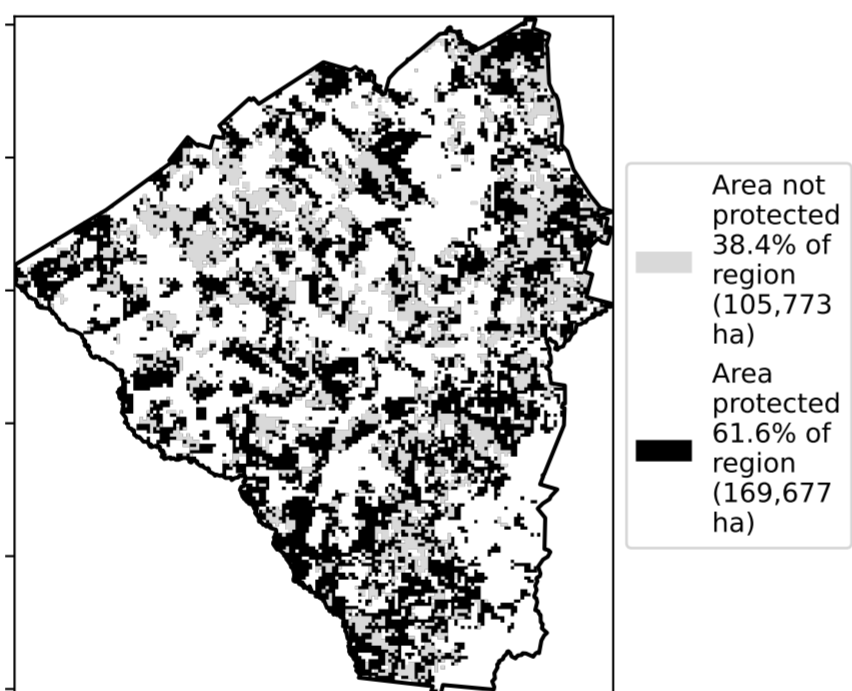 Area not
protected
38.4% of
region
(105,773
ha)
Area
protected
61.6% of
region
(169,677
ha)